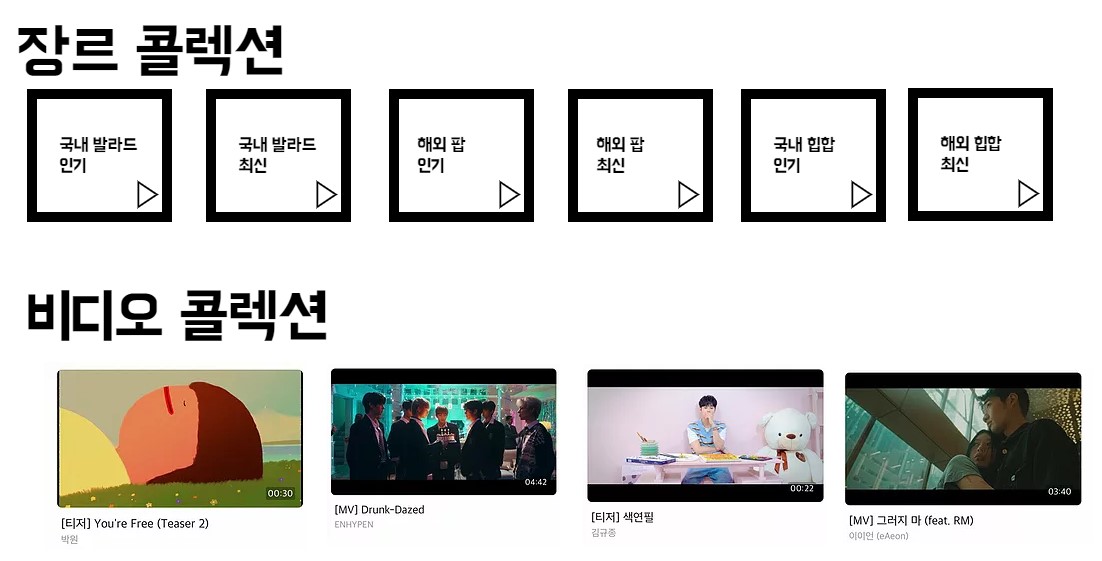 장르 콜렉션
국내 발라드
인기
국내 발라드
최신
해외 팝
인기
해외 팝
최신
국내 힙합
인기
해외 힙합
최신
비디오 콜렉션
00:30
[티저] You're Free (Teaser 2)
박원
04:42
[MV] Drunk-Dazed
ENHYPEN
00:22
[티저] 색연필
김규종
03:40
[MV] 그러지 마 (feat. RM)
이이언 (eAeon)